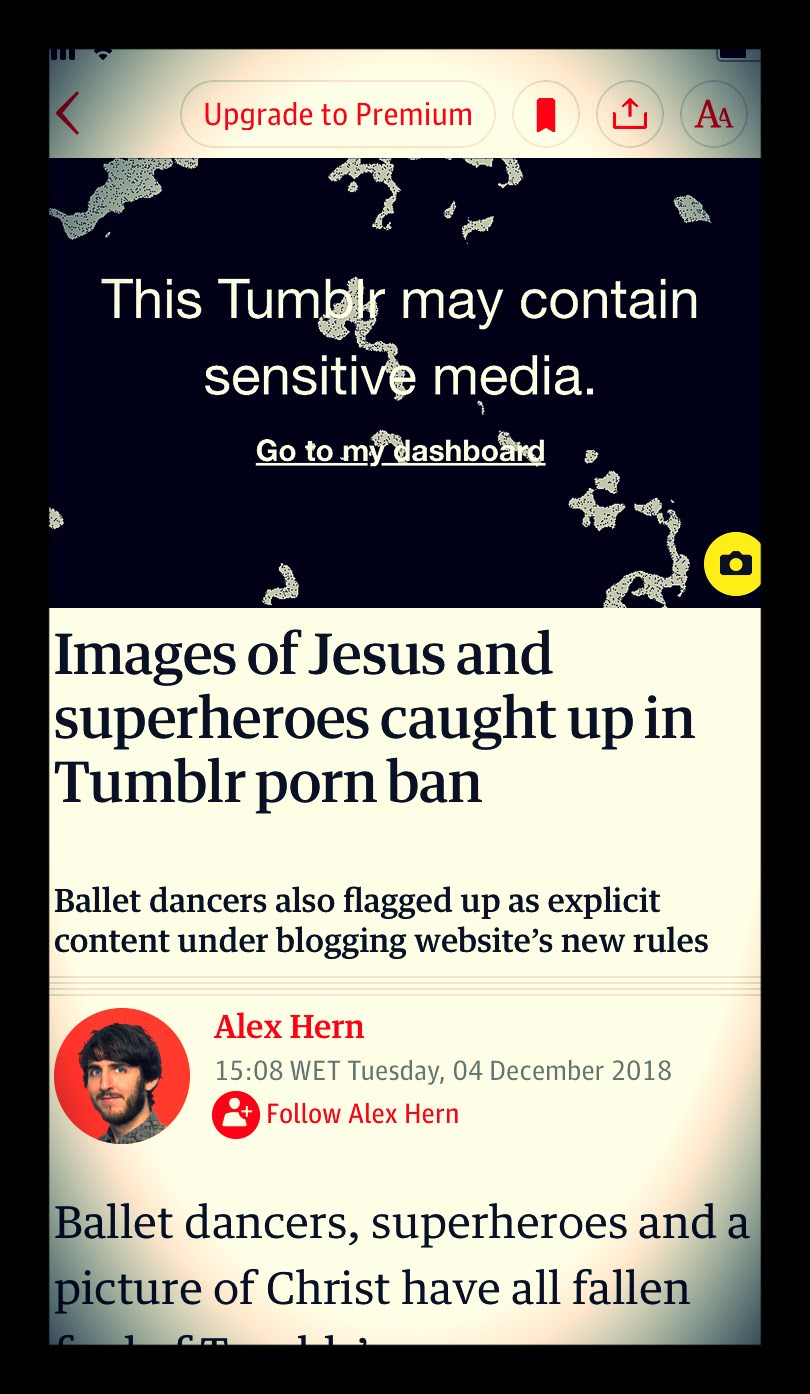 Upgrade to Premium
AA
This Tumblr may contain
sensitive media.
Go to my dashboard
Images of Jesus and
superheroes caught up in
Tumblr porn ban
Ballet dancers also flagged up as explicit
content under blogging website’s new rules
Alex Hern
15:08 WET Tuesday, 04 December 2018
Follow Alex Hern
Ballet dancers, superheroes and a
picture of Christ have all fallen